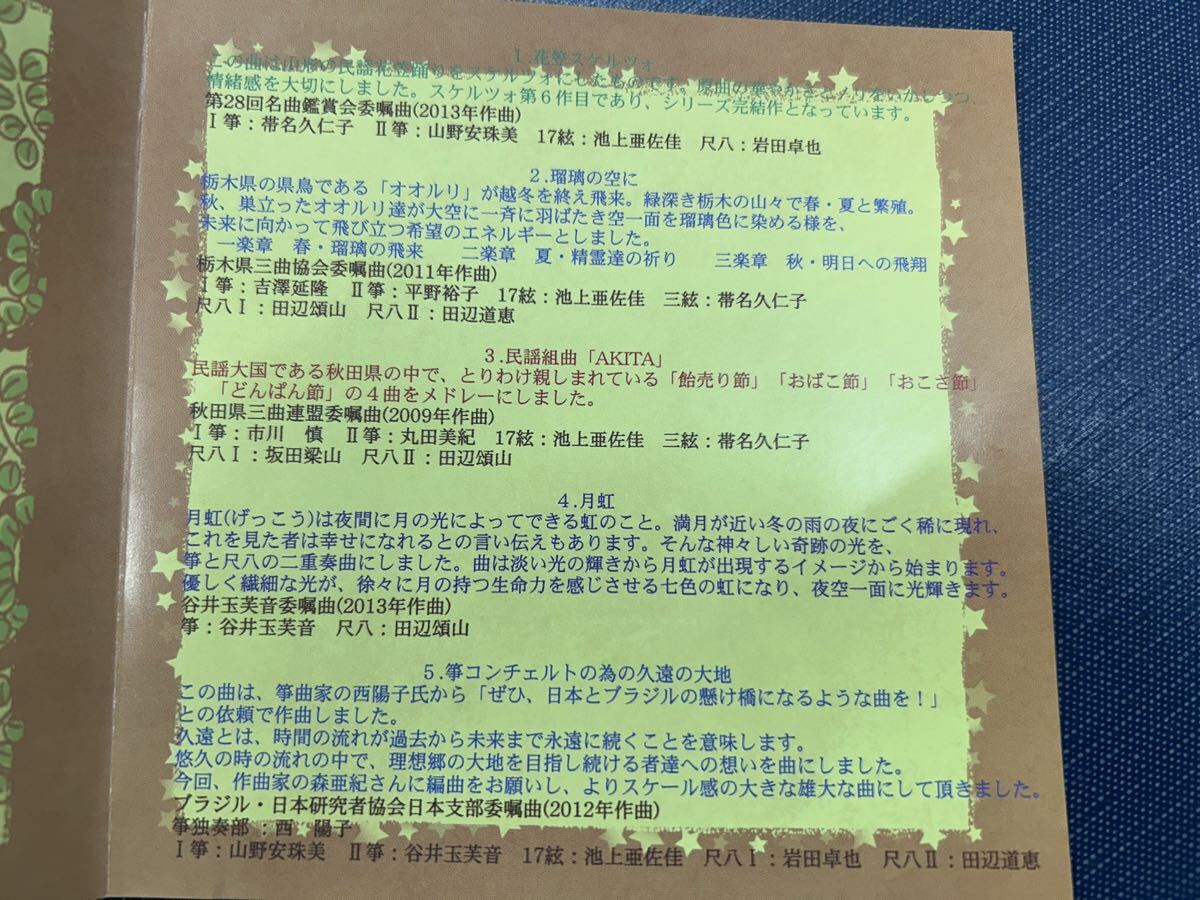 1.花笠スケルツォ
この曲は山形の民謡花笠踊りをスケルツォにしたものです。原曲の華やかさとノリをいかしつつ
情緒感を大切にしました。スケルツォ第6作目であり、シリーズ完結作となっています。
第28回名曲鑑賞会委嘱曲(2013年作曲)
Ⅰ箏：帯名久仁子　Ⅱ箏：山野安珠美　17絃：池上亜佐佳　尺八：岩田卓也
2.瑠璃の空に
栃木県の県鳥である「オオルリ」が越冬を終え飛来。緑深き栃木の山々で春・夏と繁殖。
秋、巣立ったオオルリ達が大空に一斉に羽ばたき空一面を瑠璃色に染める様を、
未来に向かって飛び立つ希望のエネルギーとしました。
一楽章　春・瑠璃の飛来　　二楽章　夏・精霊達の祈り　　三楽章　秋・明日への飛翔
栃木県三曲協会委嘱曲(2011年作曲)
Ⅰ箏：吉澤延隆　Ⅱ箏：平野裕子　17絃：池上亜佐佳　三絃：帯名久仁子
尺八Ⅰ：田辺頌山　尺八Ⅱ：田辺道恵
3.民謡組曲「AKITA」
民謡大国である秋田県の中で、とりわけ親しまれている「飴売り節」「おばこ節」「おこさ節」
「どんぱん節」の４曲をメドレーにしました。
秋田県三曲連盟委嘱曲(2009年作曲)
Ⅰ箏：市川　慎　Ⅱ箏：丸田美紀　17絃：池上亜佐佳　三絃：帯名久仁子
尺八Ⅰ：坂田梁山　尺八Ⅱ：田辺頌山
4.月虹
月虹(げっこう)は夜間に月の光によってできる虹のこと。満月が近い冬の雨の夜にごく稀に現れ、
これを見た者は幸せになれるとの言い伝えもあります。そんな神々しい奇跡の光を、
箏と尺八の二重奏曲にしました。曲は淡い光の輝きから月虹が出現するイメージから始まります。
優しく繊細な光が、徐々に月の持つ生命力を感じさせる七色の虹になり、夜空一面に光輝きます。
谷井玉芙音委嘱曲(2013年作曲)
箏：谷井玉芙音　尺八：田辺頌山
5.箏コンチェルトの為の久遠の大地
この曲は、箏曲家の西陽子氏から「ぜひ、日本とブラジルの懸け橋になるような曲を！」
との依頼で作曲しました。
久遠とは、時間の流れが過去から未来まで永遠に続くことを意味します。
悠久の時の流れの中で、理想郷の大地を目指し続ける者達への想いを曲にしました。
今回、作曲家の森亜紀さんに編曲をお願いし、よりスケール感の大きな雄大な曲にして頂きました。
ブラジル・日本研究者協会日本支部委嘱曲(2012年作曲)
箏独奏部：西　陽子
Ⅰ箏：山野安珠美　Ⅱ箏：谷井玉芙音　17絃：池上亜佐佳　尺八Ⅰ：岩田卓也　尺八Ⅱ：田辺道恵